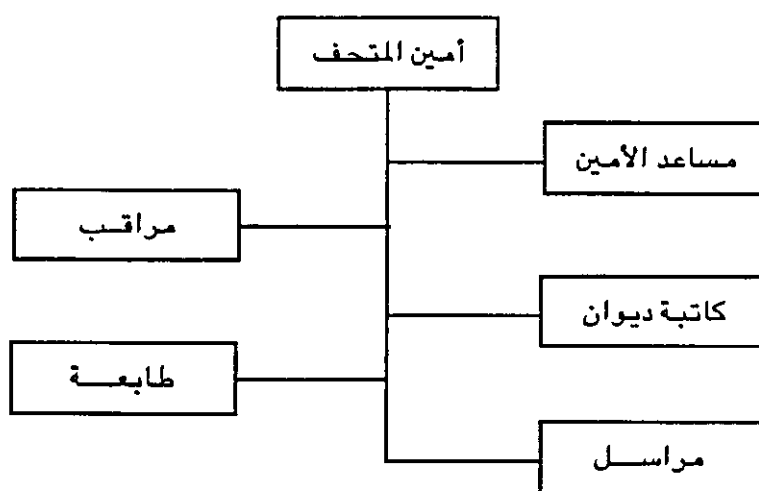 أمين المتحف
مساعد الأمين
مراقب
كاتبة ديوان
طابعة
مراسل